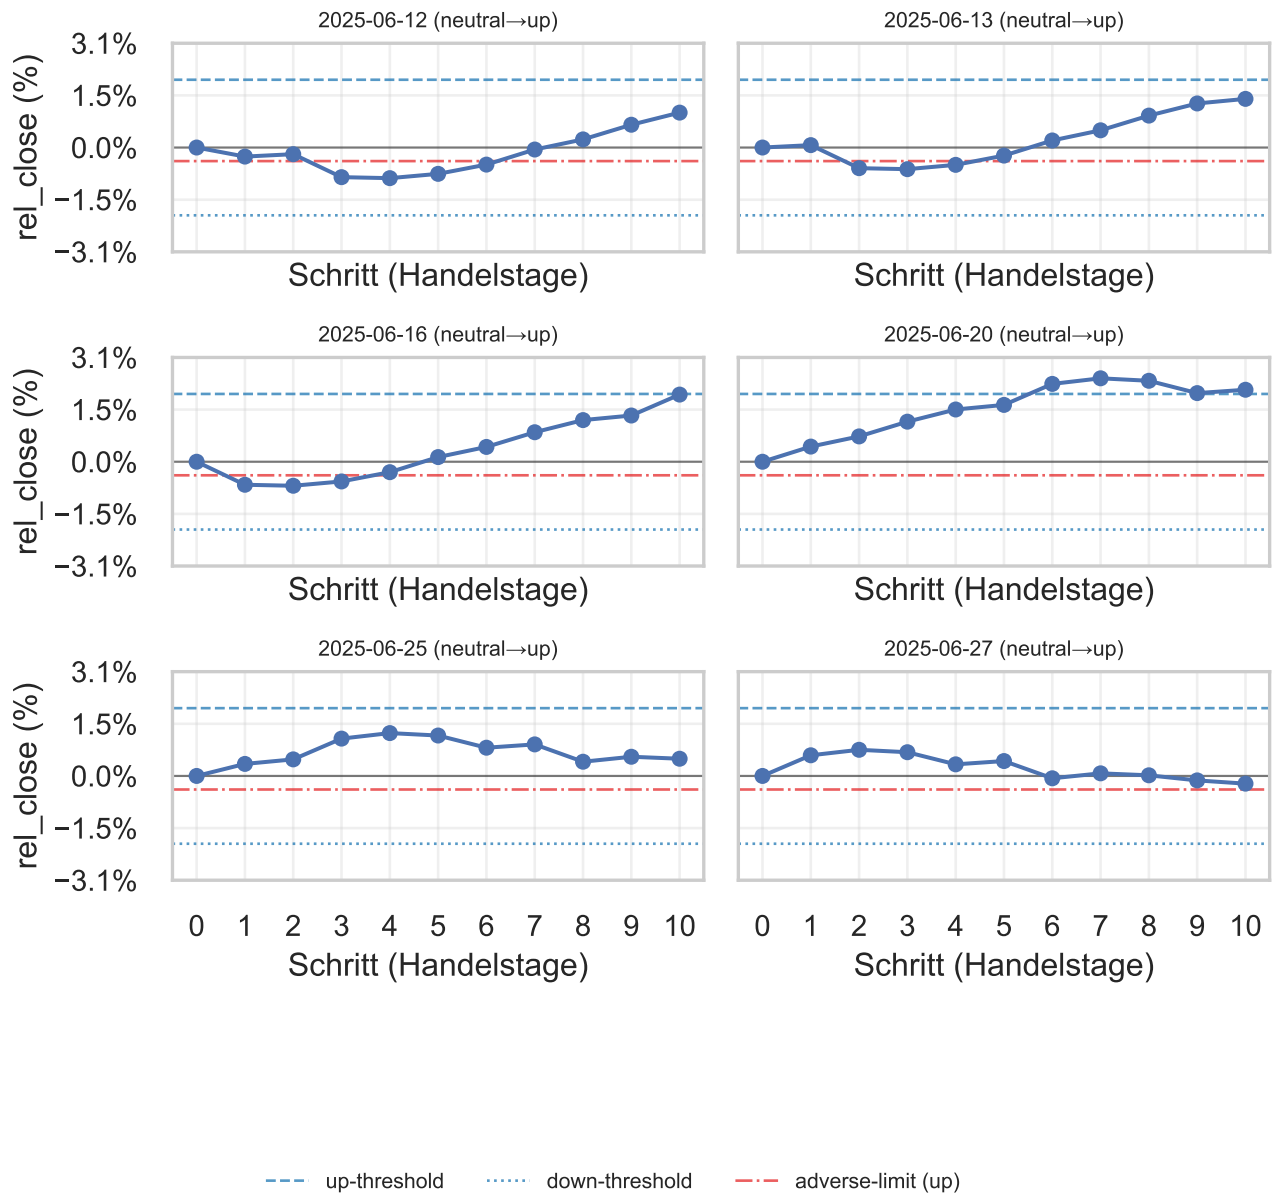 2025-06-12 (neutral→up)
2025-06-13 (neutral→up)
3.1%
1.5%
0.0%
−1.5%
−3.1%
rel_close (%)
Schritt (Handelstage)
Schritt (Handelstage)
2025-06-16 (neutral→up)
2025-06-20 (neutral→up)
3.1%
1.5%
0.0%
−1.5%
−3.1%
rel_close (%)
Schritt (Handelstage)
Schritt (Handelstage)
2025-06-25 (neutral→up)
2025-06-27 (neutral→up)
3.1%
1.5%
0.0%
−1.5%
−3.1%
rel_close (%)
0 1 2 3 4 5 6 7 8 9 10
0 1 2 3 4 5 6 7 8 9 10
Schritt (Handelstage)
Schritt (Handelstage)
up-threshold
down-threshold
adverse-limit (up)